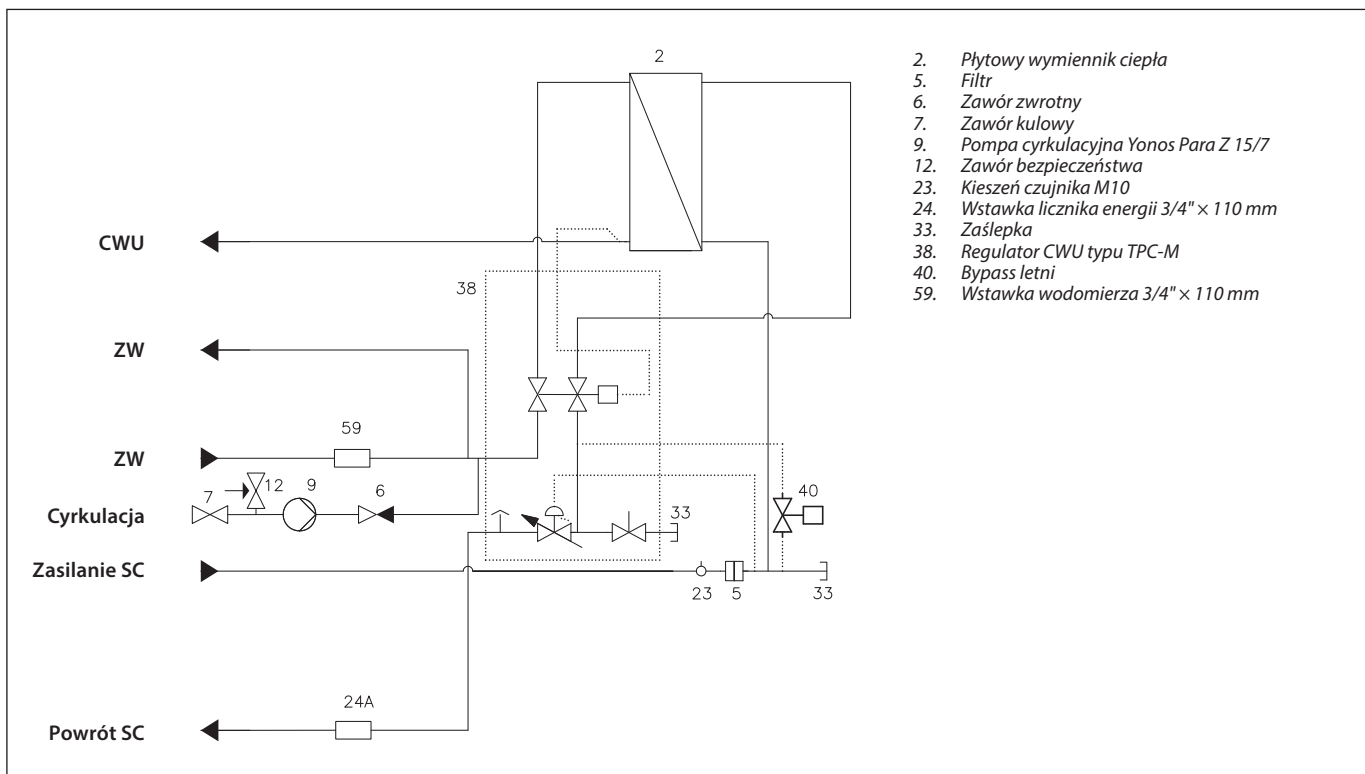 2
2. Płytowy wymiennik ciepła
5. Filtr
6. Zawór zwrotny
7. Zawór kulowy
9. Pompa cyrkulacyjna Yonos Para Z 15/7
12. Zawór bezpieczeństwa
23. Kieszeń czujnika M10
24. Wstawka licznika energii 3/4" × 110 mm
33. Zaślepka
38. Regulator CWU typu TPC-M
40. Bypass letni
59. Wstawka wodomierza 3/4" × 110 mm
CWU
38
ZW
59
ZW
7 12 9 6 40
Cyrkulacja
33
Zasilanie SC
23 5 33
24A
Powrót SC